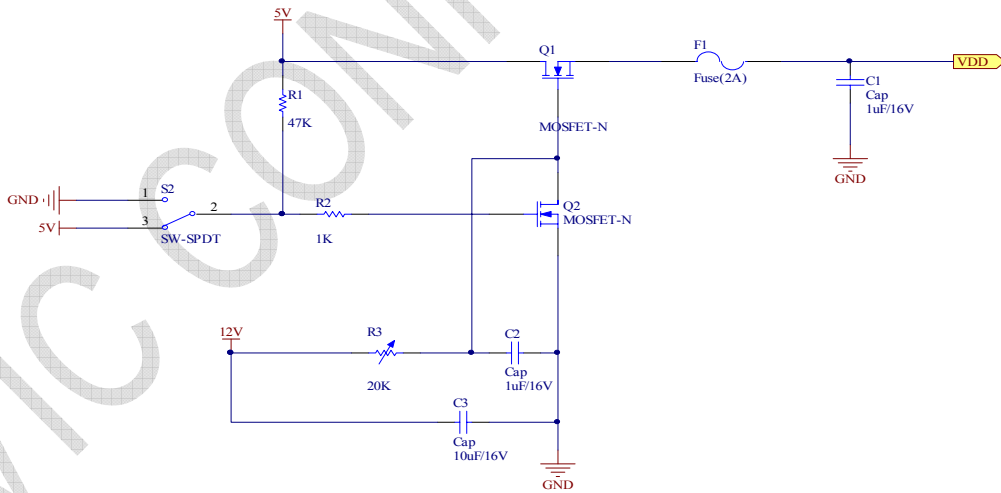 5V
Q1
MOSFET-N
F1
Fuse(2A)
VDD
C1
Cap
1uF/16V
GND
R1
47K
GND
1
S2
2
5V
3
SW-SPDT
R2
1K
Q2
MOSFET-N
12V
R3
20K
C2
Cap
1uF/16V
C3
Cap
10uF/16V
GND
MIC CON